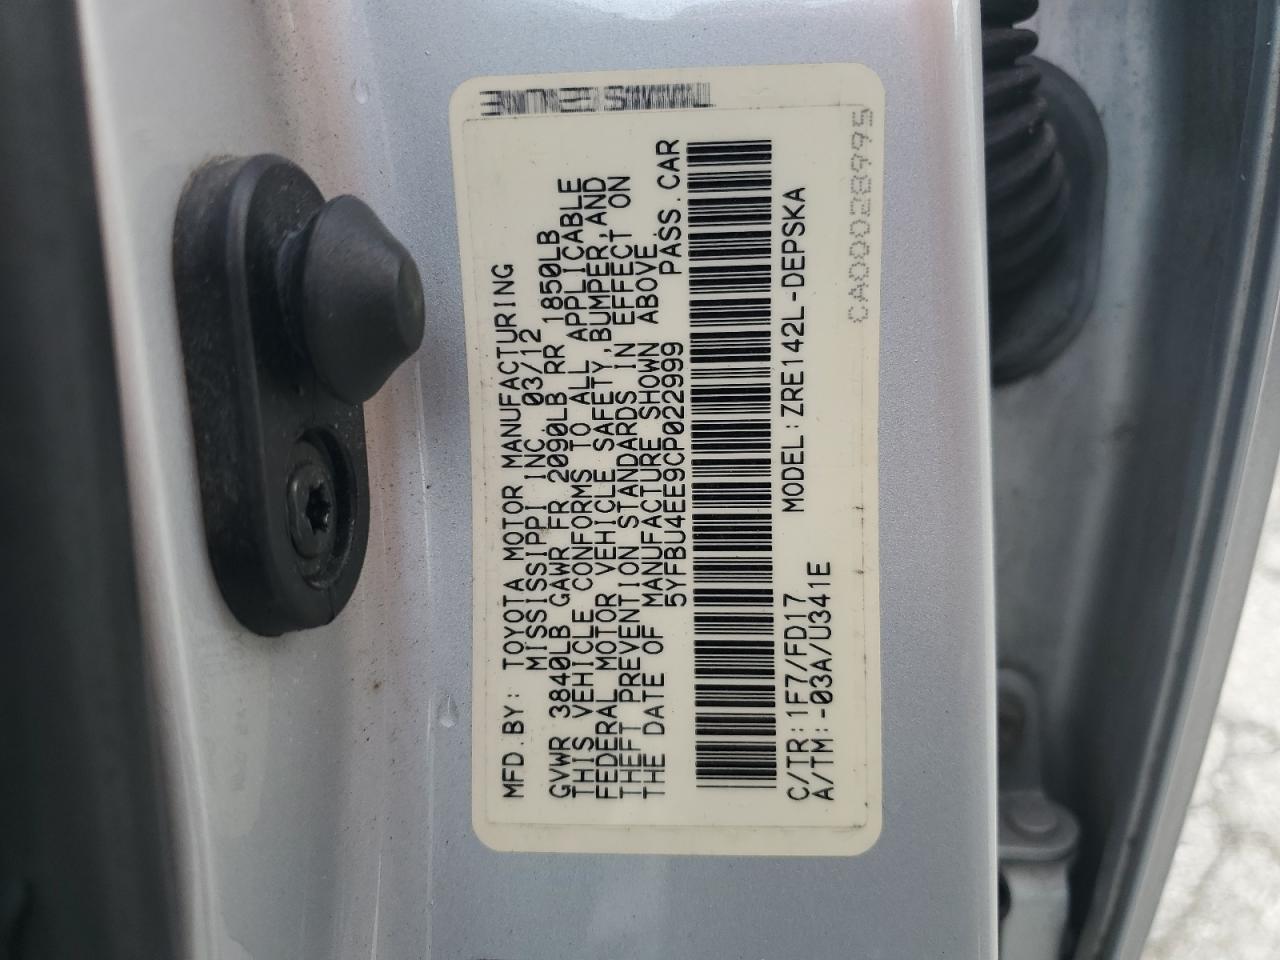 MFD.BY: TOYOTA MOTOR MANUFACTURING
MISSISSIPPI INC. 03/12
GVWR 3840LB GAWR FR 2090LB RR 1850LB
THIS VEHICLE CONFORMS TO ALL APPLICABLE
FEDERAL MOTOR VEHICLE SAFETY,BUMPER,AND
THEFT PREVENTION STANDARDS IN EFFECT ON
THE DATE OF MANUFACTURE SHOWN ABOVE.
5YFBU4EE9CP022999 PASS.CAR
C/TR:1F7/FD17 MODEL:ZRE142L-DEPSKA
A/TM:-03A/U341E
CA00028995